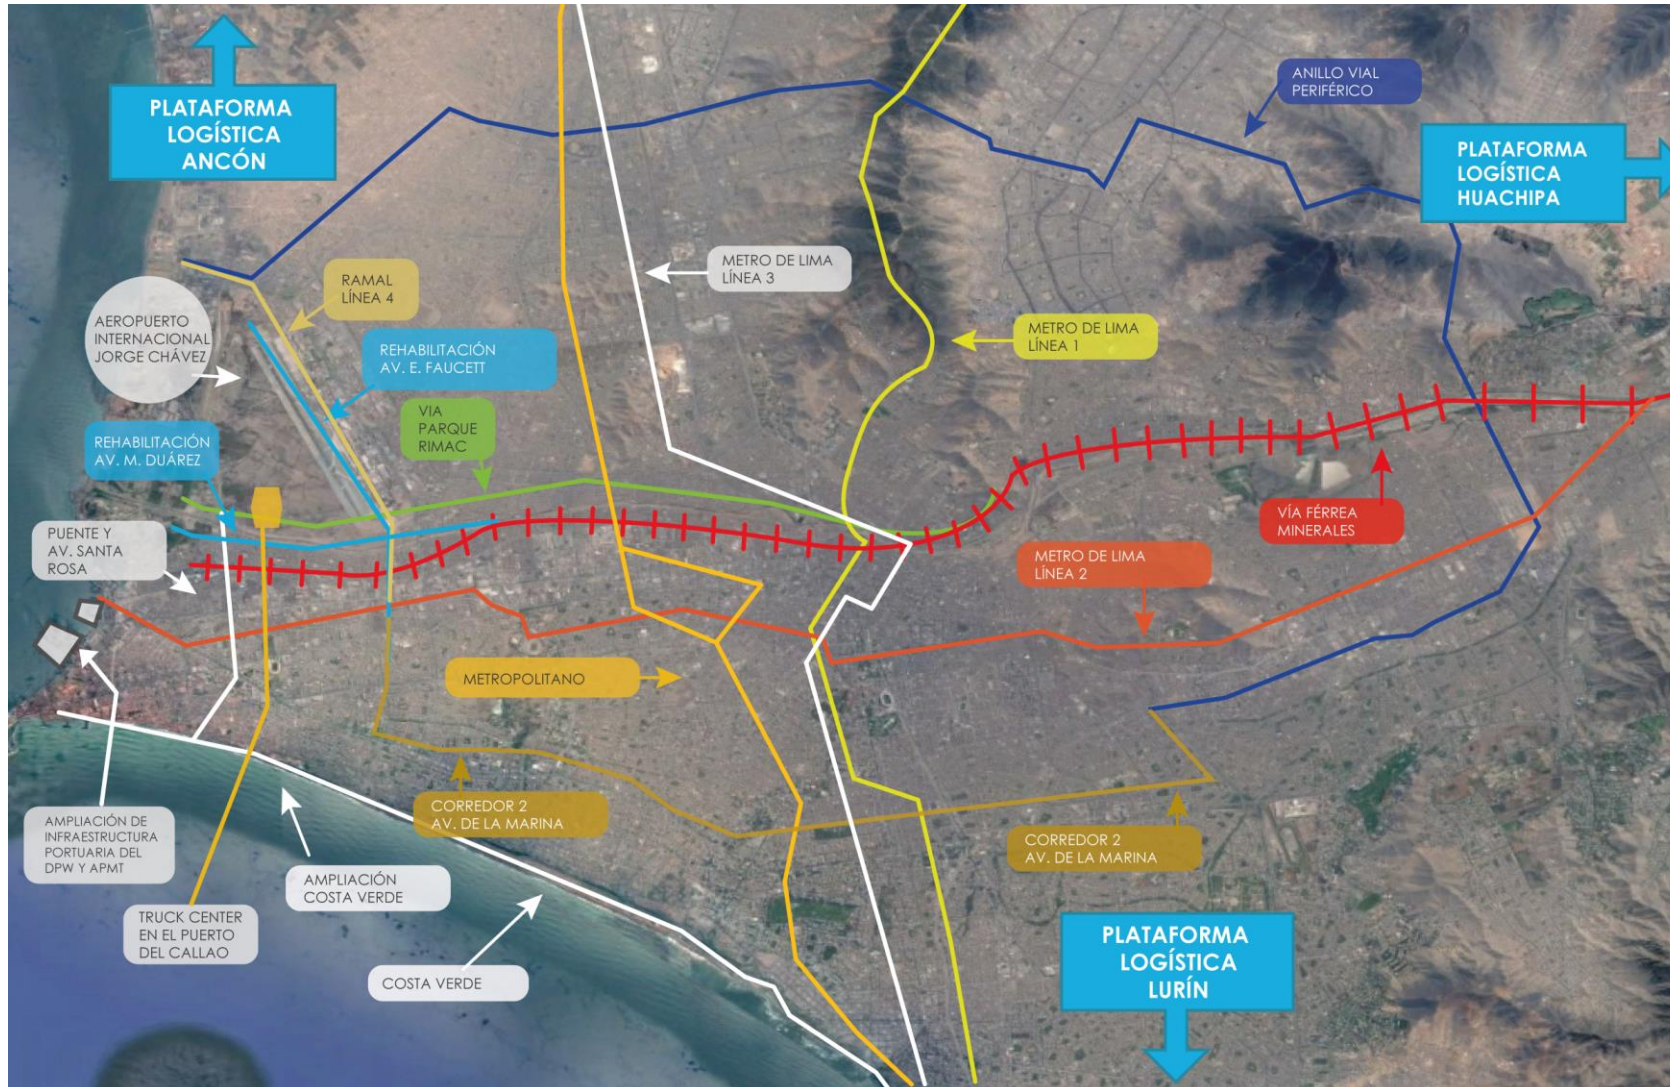 PLATAFORMA
LOGÍSTICA
ANCÓN
ANILLO VIAL
PERIFÉRICO
PLATAFORMA
LOGÍSTICA
HUACHIPA
METRO DE LIMA
LÍNEA 3
RAMAL
LÍNEA 4
AEROPUERTO
INTERNACIONAL
JORGE CHÁVEZ
METRO DE LIMA
LÍNEA 1
REHABILITACIÓN
AV. E. FAUCETT
VIA
PARQUE
RIMAC
REHABILITACIÓN
AV. M. DUÁREZ
PUENTE Y
AV. SANTA
ROSA
VÍA FÉRREA
MINERALES
METRO DE LIMA
LÍNEA 2
METROPOLITANO
CORREDOR 2
AV. DE LA MARINA
CORREDOR 2
AV. DE LA MARINA
AMPLIACIÓN DE
INFRAESTRUCTURA
PORTUARIA DEL
DPW Y APMT
AMPLIACIÓN
COSTA VERDE
TRUCK CENTER
EN EL PUERTO
DEL CALLAO
COSTA VERDE
PLATAFORMA
LOGÍSTICA
LURÍN